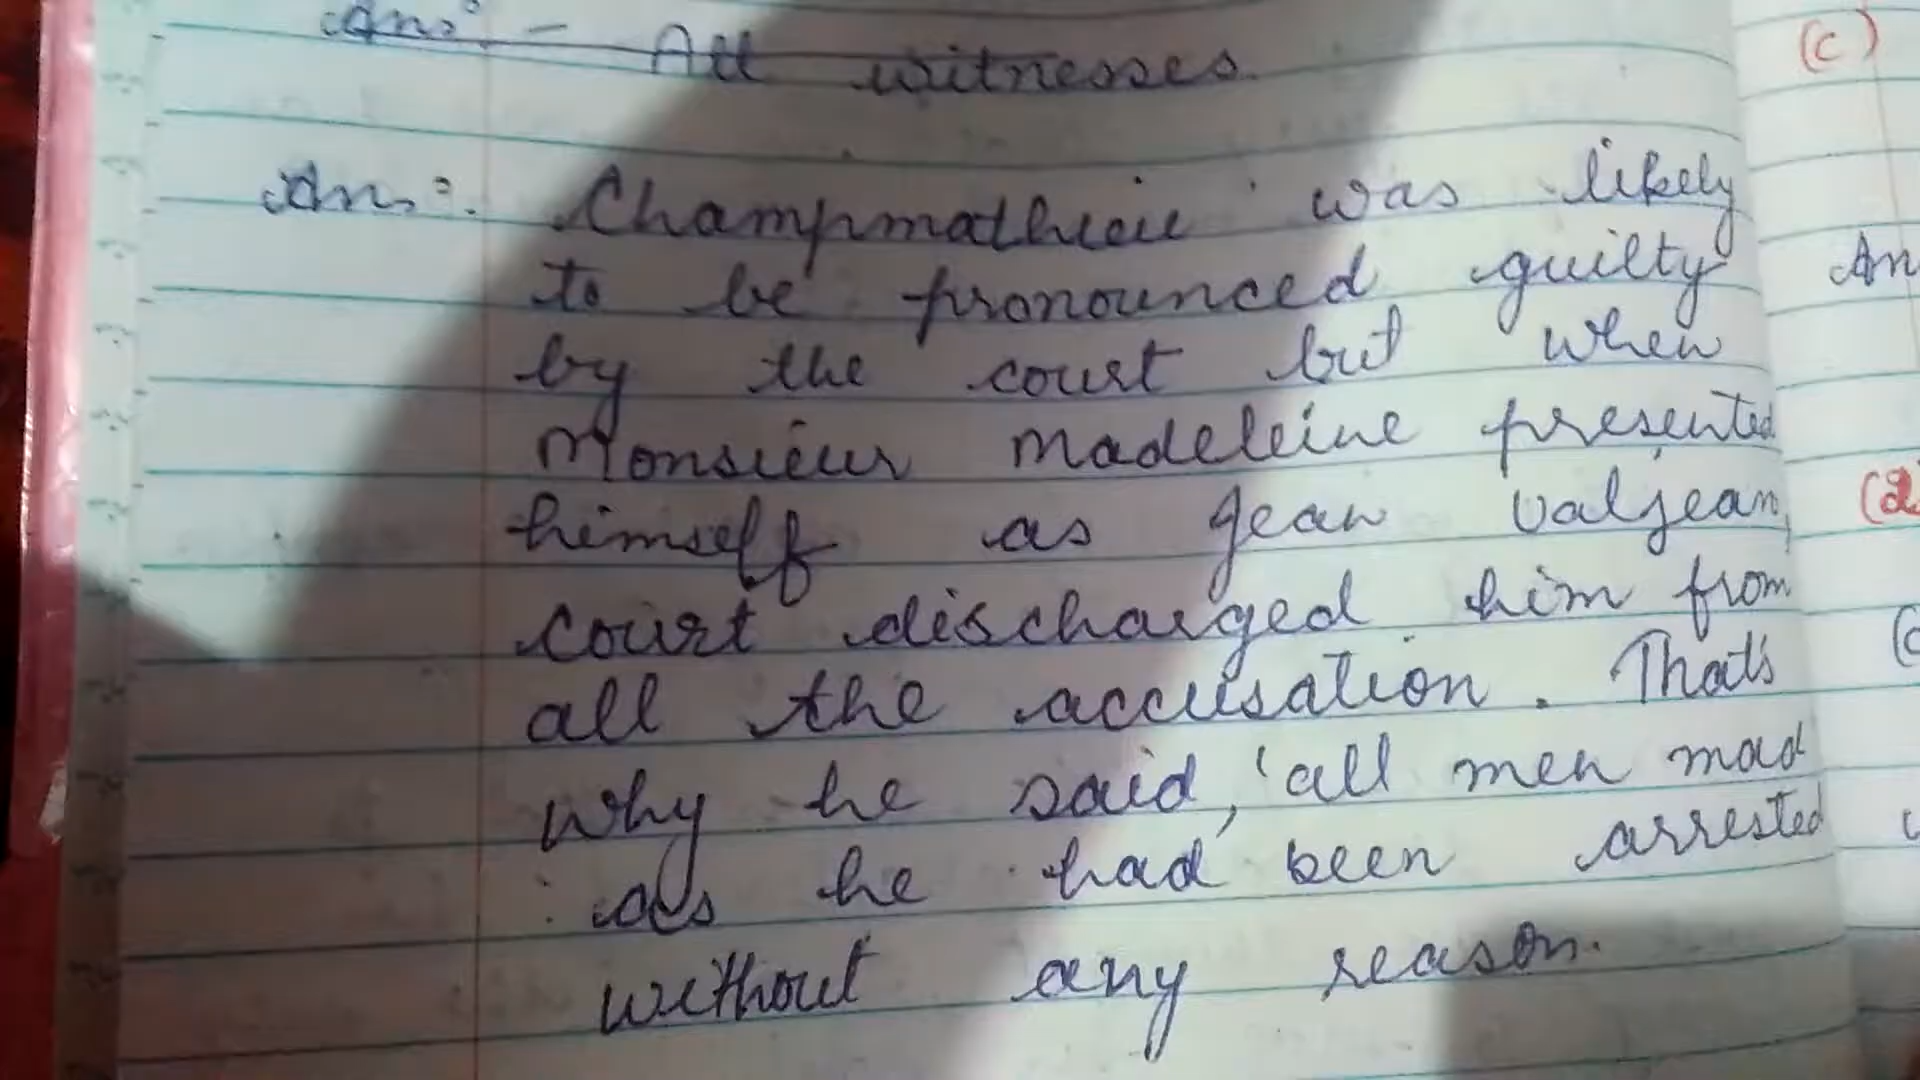 Ans:- All witnesses.
(c)
Ans:. Champmathieu was likely
to be pronounced guilty
by the court but when
Monsieur Madeleine presented
himself as Jean Valjean,
court discharged him from
all the accusation. That's
why he said, 'all men mad'
as he had been arrested
without any reason.
An
(d)